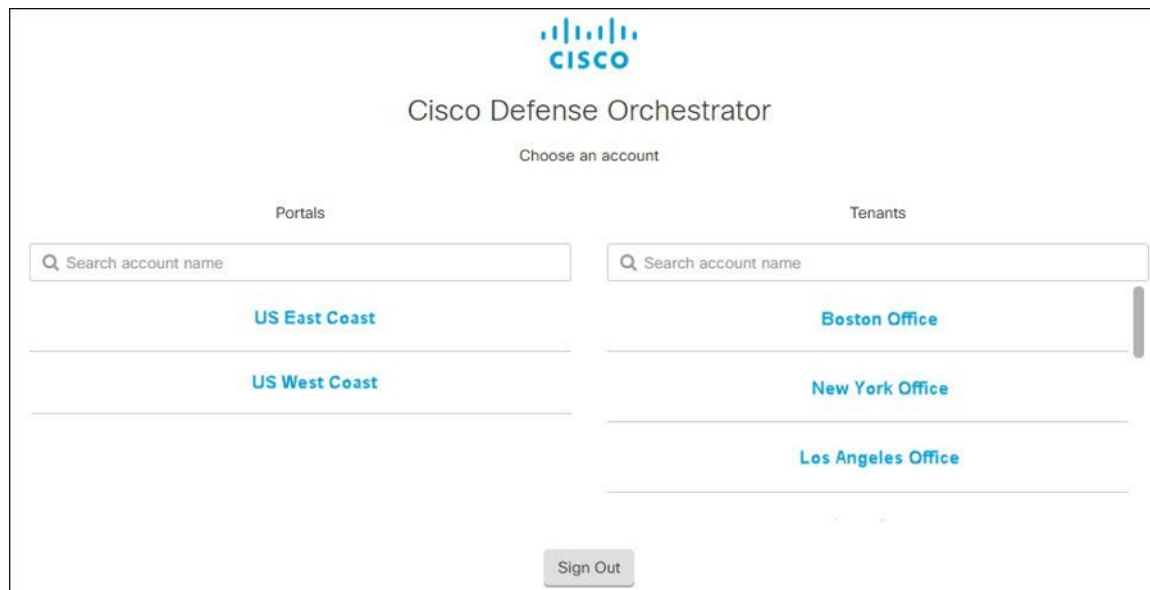 CISCO
Cisco Defense Orchestrator
Choose an account
Portals
Search account name
US East Coast
US West Coast
Tenants
Search account name
Boston Office
New York Office
Los Angeles Office
Sign Out